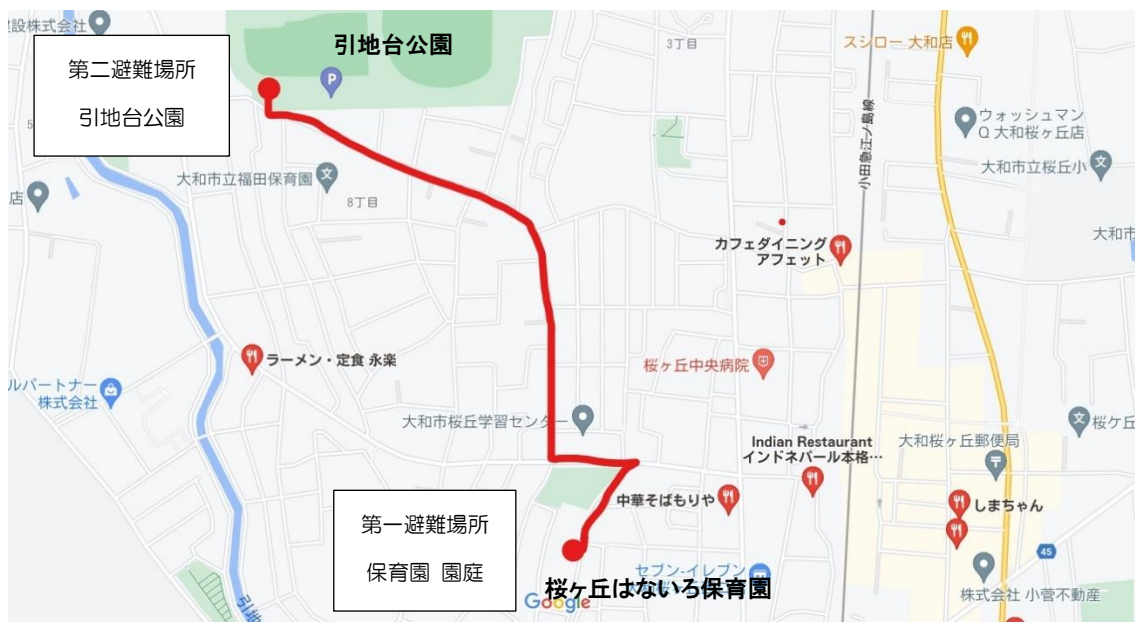 建設株式会社
第二避難場所
引地台公園
引地台公園
P
3丁目
スシロー 大和店
ウォッシュマン
Q 大和桜ヶ丘店
大和市立桜丘小
小田急江ノ島線
大和市立福田保育園
8丁目
店
大和市
カフェダイニング
アフェット
ラーメン・定食 永楽
桜ヶ丘中央病院
ルパートナー
株式会社
大和市桜丘学習センター
Indian Restaurant
インドネパール本格…
大和桜ヶ丘郵便局
桜ケ丘
中華そばもりや
しまちゃん
第一避難場所
保育園 園庭
45
セブン-イレブン
桜ヶ丘はないろ保育園
Google
株式会社 小菅不動産
引地